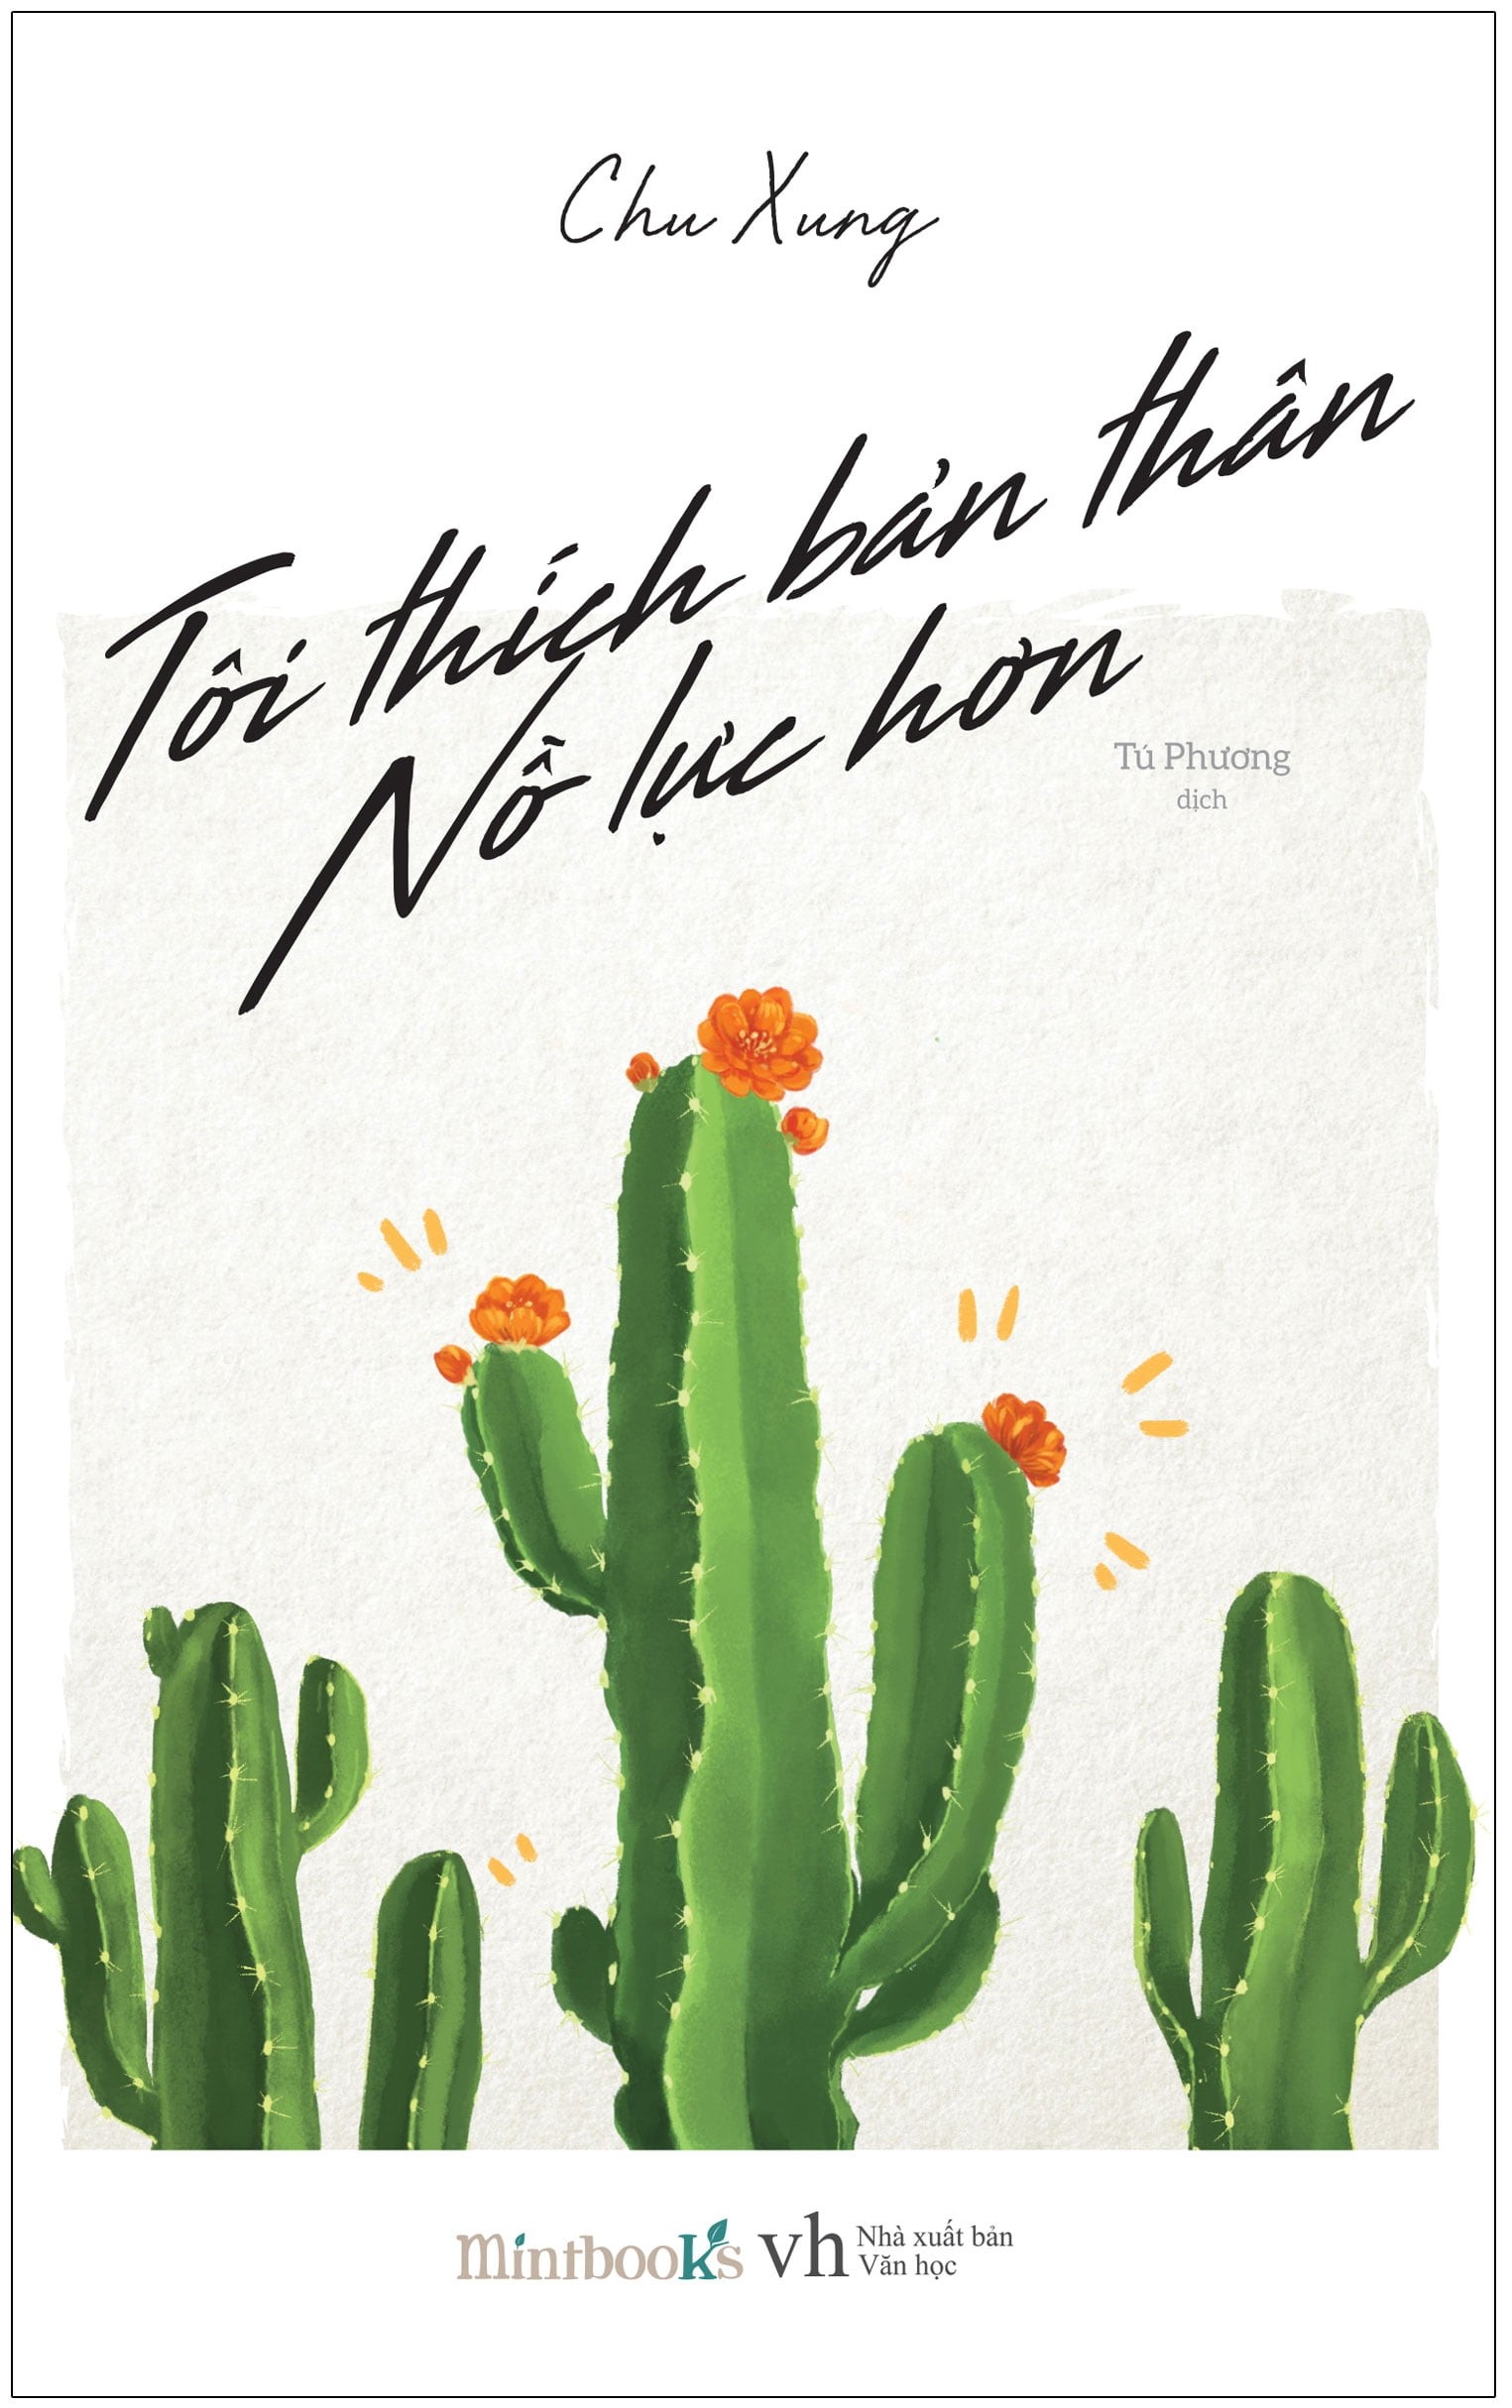 Chu Xung
Tôi thích bản thân
Nỗ lực hơn
Tú Phương
dịch
mintbooks
vh Nhà xuất bản
Văn học